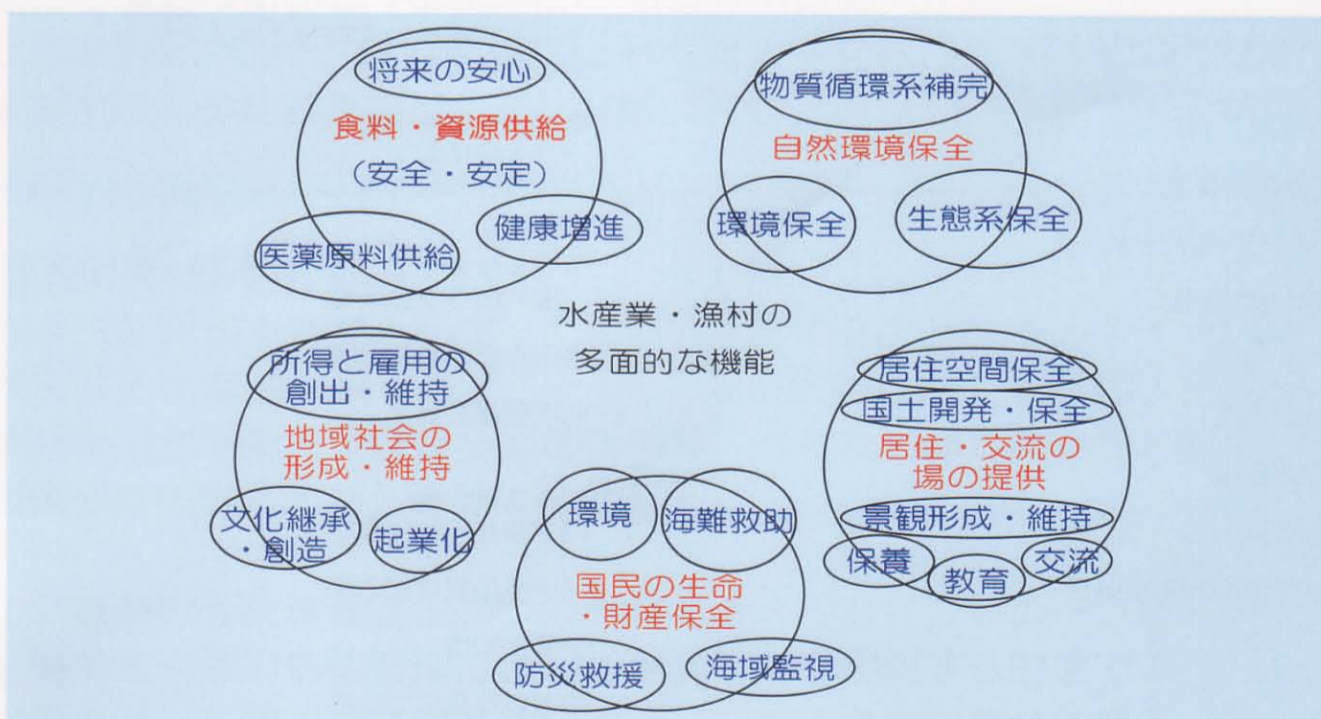 将来の安心
食料・資源供給
（安全・安定）
健康増進
医薬原料供給
物質循環系補完
自然環境保全
環境保全
生態系保全
水産業・漁村の
多面的な機能
所得と雇用の
創出・維持
地域社会の
形成・維持
文化継承
・創造
起業化
環境
海難救助
国民の生命
・財産保全
防災救援
海域監視
居住空間保全
国土開発・保全
居住・交流の
場の提供
景観形成・維持
保養
教育
交流